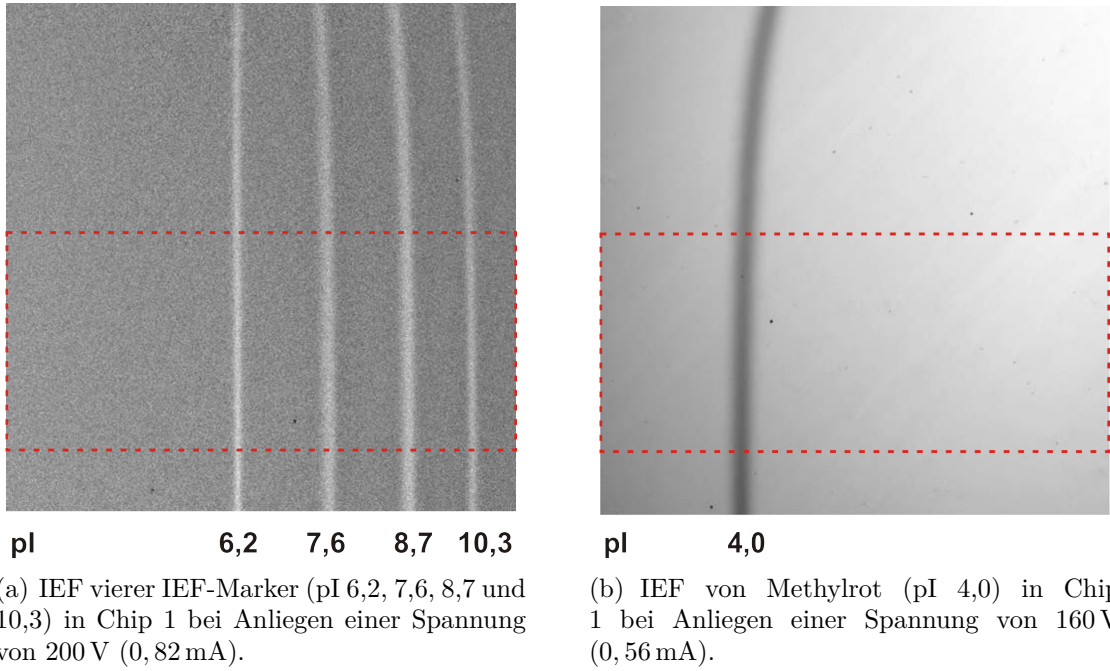 pI 6,2 7,6 8,7 10,3
pI 4,0
(a) IEF vierer IEF-Marker (pI 6,2, 7,6, 8,7 und
10,3) in Chip 1 bei Anliegen einer Spannung
von 200 V (0, 82 mA).
(b) IEF von Methylrot (pI 4,0) in Chip
1 bei Anliegen einer Spannung von 160 V
(0, 56 mA).